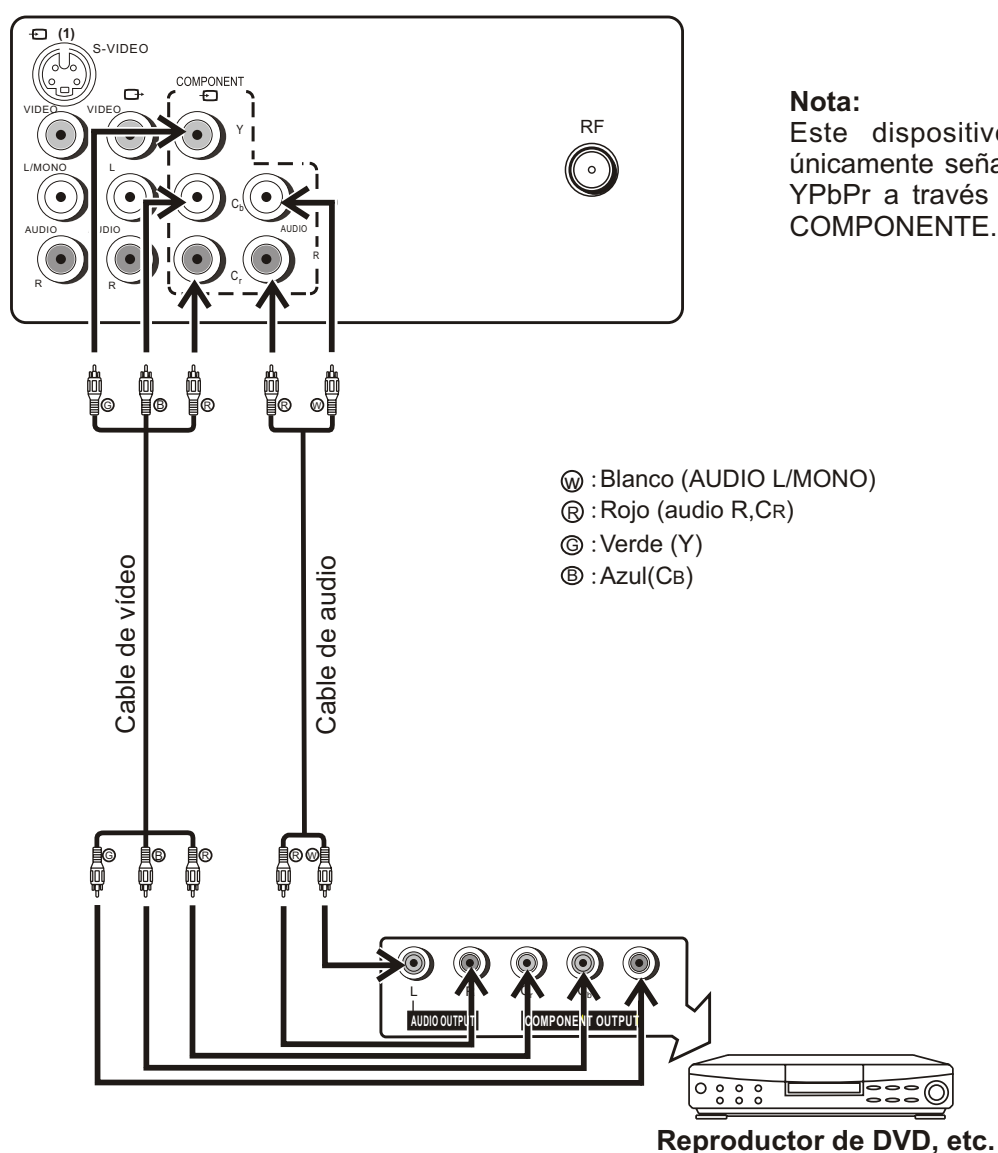 (1)
S-VIDEO
COMPONENT
VIDEO
VIDEO
Y
RF
L/MONO
L
Cb
AUDIO
AUDIO
R
R
R
Cr
Nota:
Este dispositivo
únicamente
YPbPr a través
COMPONENTE.
G
B
R
R
W
W : Blanco (AUDIO L/MONO)
R : Rojo (audio R,CR)
G : Verde (Y)
B : Azul(CB)
Cable de vídeo
Cable de audio
G
B
R
R
W
L
AUDIO OUTPUT
COMPONENT OUTPUT
Reproductor de DVD, etc.